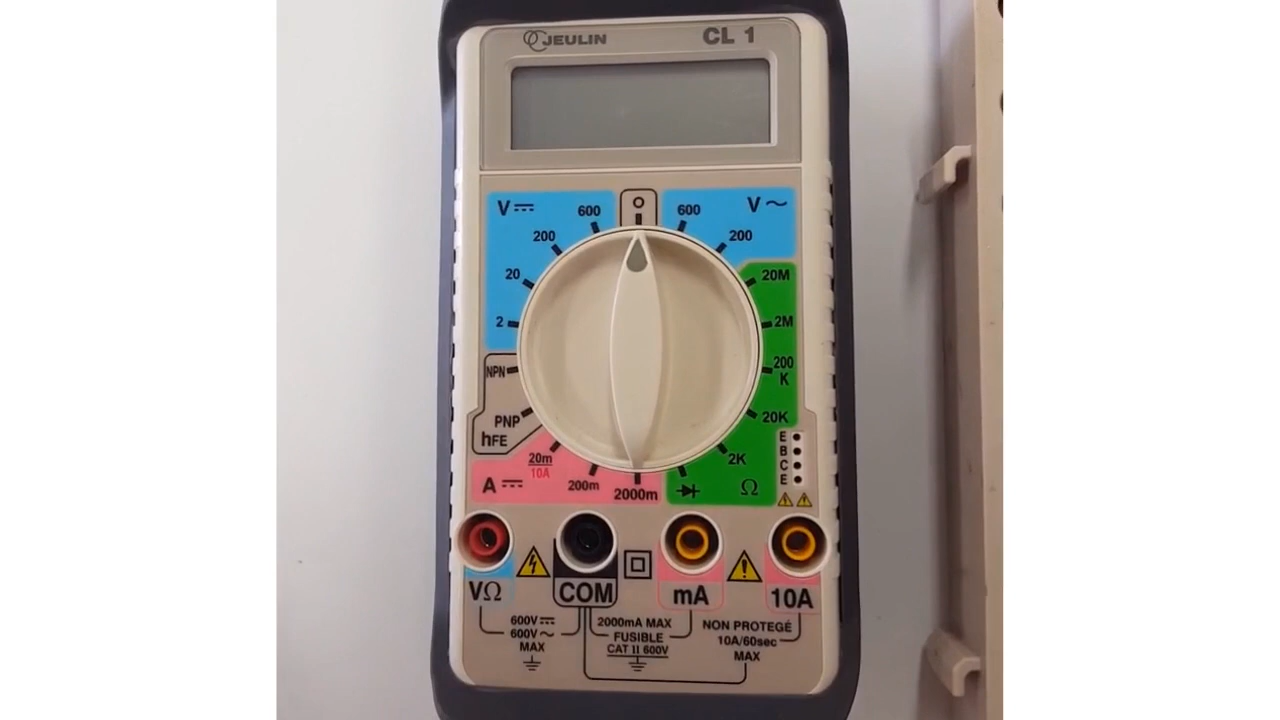 JEULIN CL 1
V 600 O I 600 V ~
200 200
20 20M
2 2M
NPN 200
K
PNP 20K
hFE E
B
C
E
20m 2K
10A
A 200m 2000m Ω
VΩ COM mA 10A
600V 2000mA MAX NON PROTEGÉ
600V ~ FUSIBLE 10A/60sec
MAX CAT II 600V MAX